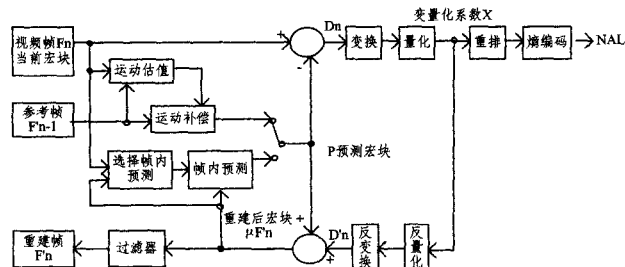 变量化系数X
视频帧Fn
当前宏块
+
Dn
变换
量化
重排
熵编码
NAL
运动估值
-
参考帧
F'n-1
运动补偿
选择帧内
预测
帧内预测
P预测宏块
重建后宏块
+
μF'n
D'n
+
重建帧
F'n
过滤器
反变换
反量化